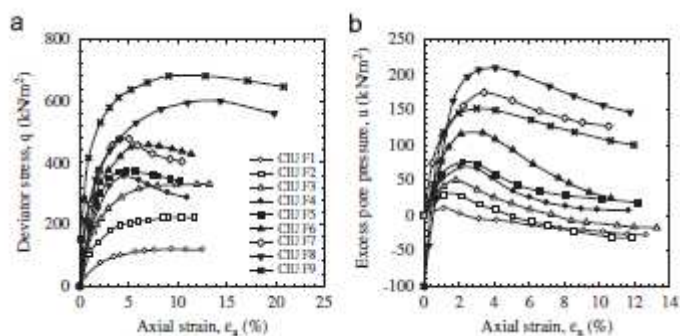 a
b
800
600
400
200
0
0 5 10 15 20 25
Deviator stress, q (kN/m²)
Axial strain, εa (%)
CIU F1
CIU F2
CIU F3
CIU F4
CIU F5
CIU F6
CIU F7
CIU F8
CIU F9
250
200
150
100
50
0
-50
-100
0 2 4 6 8 10 12 14
Excess pore pressure, u (kN/m²)
Axial strain, εa (%)